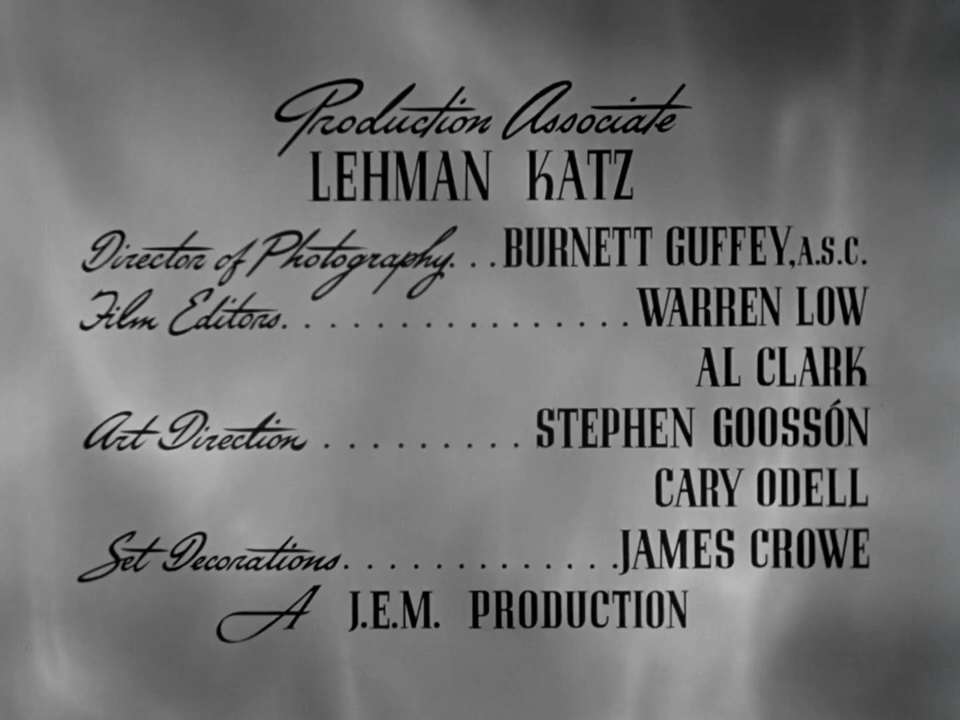 Production Associate
LEHMAN KATZ
Director of Photography. . .BURNETT GUFFEY,A.S.C.
Film Editors. . . . . . . . . . . . . . . . .WARREN LOW
AL CLARK
Art Direction . . . . . . . . . . STEPHEN GOOSSÓN
CARY ODELL
Set Decorations. . . . . . . . . . . . . .JAMES CROWE
A J.E.M. PRODUCTION